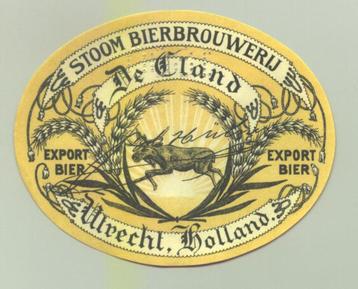 STOOM BIERBROUWERIJ
De Eland
EXPORT BIER
EXPORT BIER
Utrecht, Holland.